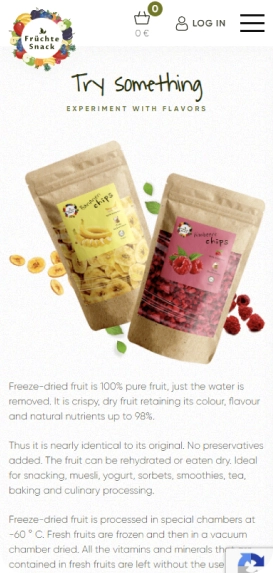 Früchte
Snack
0
0 €
LOG IN
Try something
EXPERIMENT WITH FLAVORS
chips
chips
Freeze-dried fruit is 100% pure fruit, just the water is
removed. It is crispy, dry fruit retaining its colour, flavour
and natural nutrients up to 98%.
Thus it is nearly identical to its original. No preservatives
added. The fruit can be rehydrated or eaten dry. Ideal
for snacking, muesli, yogurt, sorbets, smoothies, tea,
baking and culinary processing.
Freeze-dried fruit is processed in special chambers at
-60 ° C. Fresh fruits are frozen and then in a vacuum
chamber dried. All the vitamins and minerals that are
contained in fresh fruits are left without the use